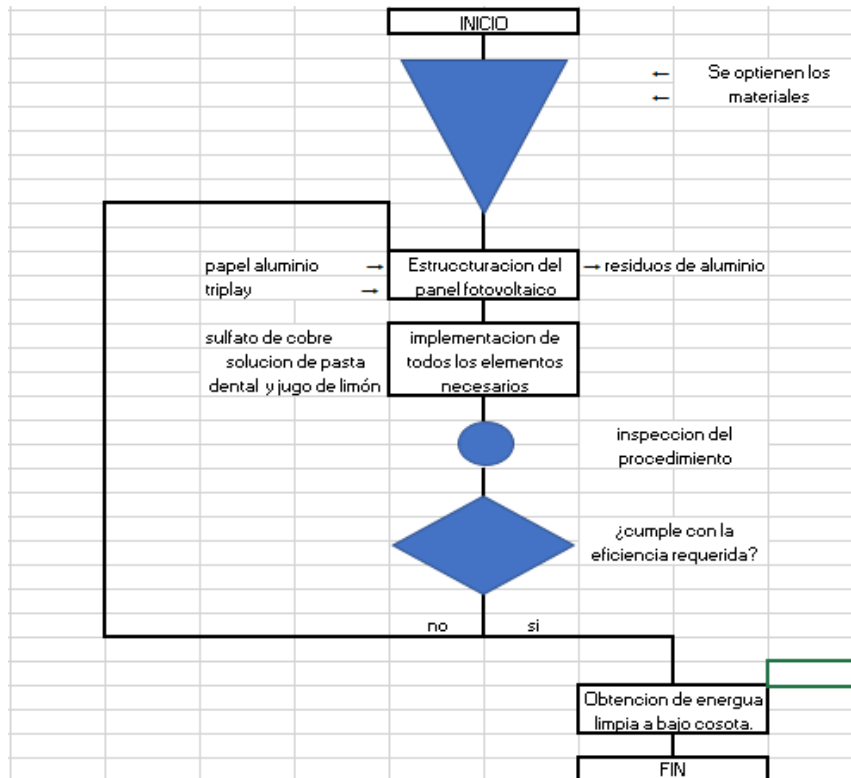 INICIO
← Se optienen los
← materiales
papel aluminio →
triplay →
Estruccturacion del
panel fotovoltaico
→ residuos de aluminio
sulfato de cobre
solucion de pasta
dental y jugo de limón
implementacion de
todos los elementos
necesarios
inspeccion del
procedimiento
¿cumple con la
eficiencia requerida?
no
si
Obtencion de energua
limpia a bajo cosota.
FIN